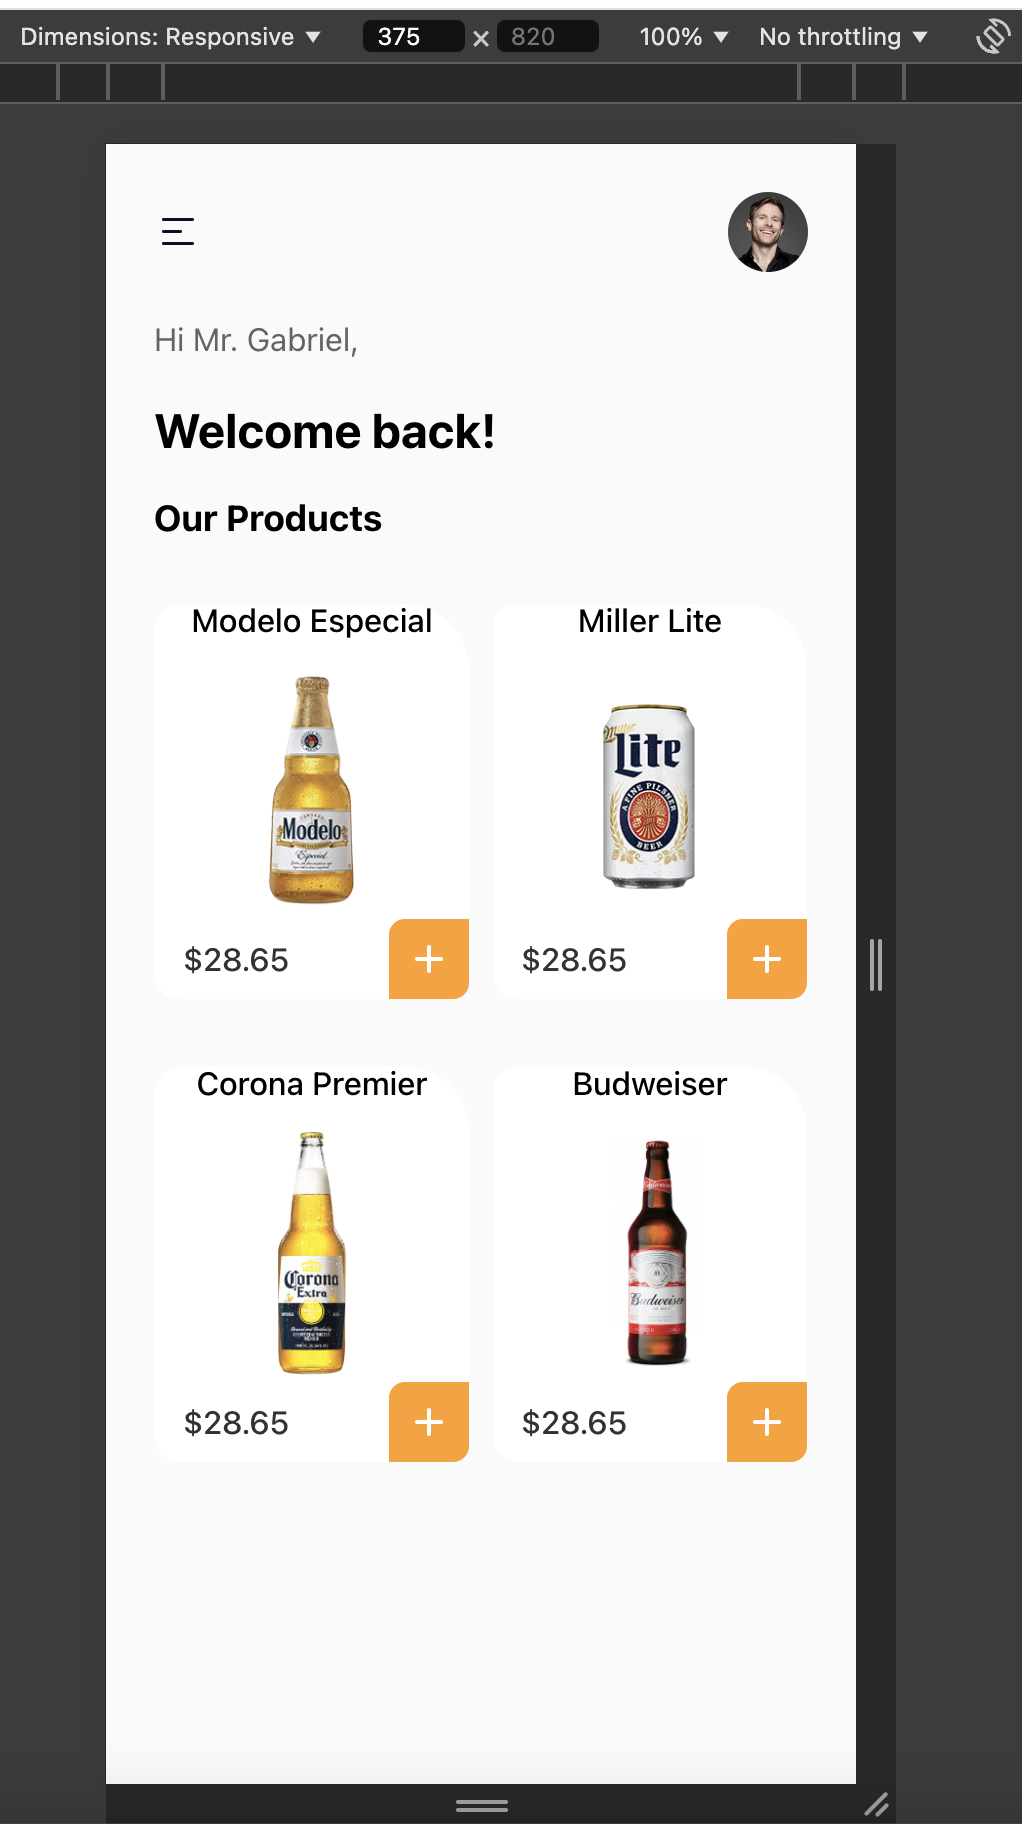 Dimensions: Responsive ▼ 375 × 820 100% ▼ No throttling ▼
Hi Mr. Gabriel,
Welcome back!
Our Products
Modelo Especial
Miller Lite
Modelo
Especial
Miller
Lite
A FINE PILSNER
BEER
$28.65 +
$28.65 +
Corona Premier
Budweiser
Corona
Extra
Budweiser
$28.65 +
$28.65 +